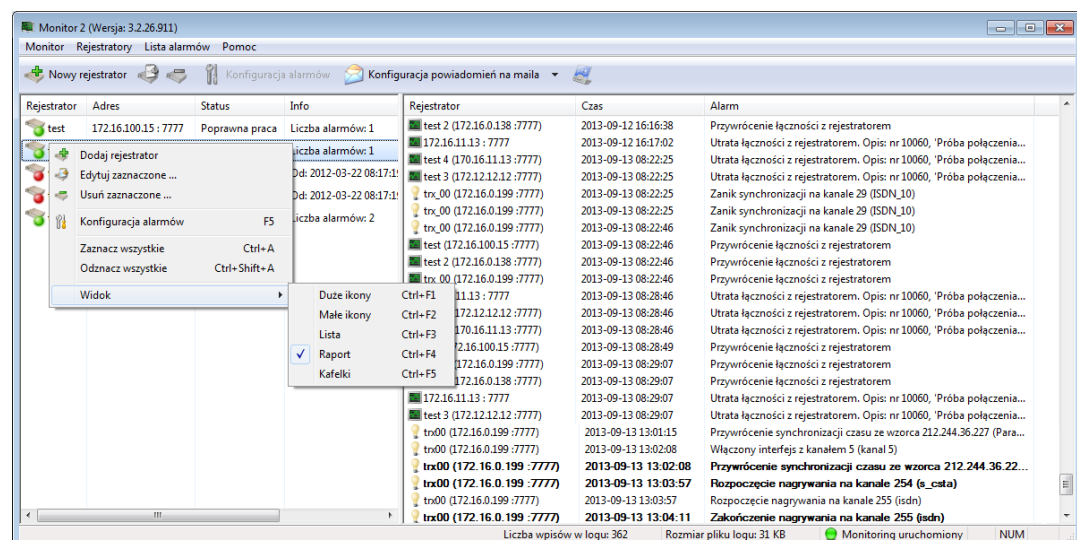 Monitor 2 (Wersja: 3.2.26.911)
Monitor Rejestratory Lista alarmów Pomoc
Nowy rejestrator Konfiguracja alarmów Konfiguracja powiadomień na maila
Rejestrator Adres Status Info
test 172.16.100.15 : 7777 Poprawna praca Liczba alarmów: 1
Liczba alarmów: 1
Od: 2012-03-22 08:17:1
Od: 2012-03-22 08:17:1
Liczba alarmów: 2
Dodaj rejestrator
Edytuj zaznaczone ...
Usuń zaznaczone ...
Konfiguracja alarmów F5
Zaznacz wszystkie Ctrl+A
Odznacz wszystkie Ctrl+Shift+A
Widok
Duże ikony Ctrl+F1
Małe ikony Ctrl+F2
Lista Ctrl+F3
Raport Ctrl+F4
Kafelki Ctrl+F5
Rejestrator Czas Alarm
test 2 (172.16.0.138 :7777) 2013-09-12 16:16:38 Przywrócenie łączności z rejestratorem
172.16.11.13 : 7777 2013-09-12 16:17:02 Utrata łączności z rejestratorem. Opis: nr 10060, 'Próba połączenia...
test 4 (170.16.11.13 :7777) 2013-09-13 08:22:25 Utrata łączności z rejestratorem. Opis: nr 10060, 'Próba połączenia...
test 3 (172.12.12.12 :7777) 2013-09-13 08:22:25 Utrata łączności z rejestratorem. Opis: nr 10060, 'Próba połączenia...
trx_00 (172.16.0.199 :7777) 2013-09-13 08:22:25 Zanik synchronizacji na kanale 29 (ISDN_10)
trx_00 (172.16.0.199 :7777) 2013-09-13 08:22:25 Zanik synchronizacji na kanale 29 (ISDN_10)
trx_00 (172.16.0.199 :7777) 2013-09-13 08:22:46 Zanik synchronizacji na kanale 29 (ISDN_10)
test (172.16.100.15 :7777) 2013-09-13 08:22:46 Przywrócenie łączności z rejestratorem
test 2 (172.16.0.138 :7777) 2013-09-13 08:22:46 Przywrócenie łączności z rejestratorem
trx_00 (172.16.0.199 :7777) 2013-09-13 08:22:46 Przywrócenie łączności z rejestratorem
11.13 : 7777 2013-09-13 08:28:46 Utrata łączności z rejestratorem. Opis: nr 10060, 'Próba połączenia...
172.12.12.12 :7777) 2013-09-13 08:28:46 Utrata łączności z rejestratorem. Opis: nr 10060, 'Próba połączenia...
170.16.11.13 :7777) 2013-09-13 08:28:46 Utrata łączności z rejestratorem. Opis: nr 10060, 'Próba połączenia...
2.16.100.15 :7777) 2013-09-13 08:28:49 Przywrócenie łączności z rejestratorem
:7777) 2013-09-13 08:29:07 Przywrócenie łączności z rejestratorem
172.16.0.138 :7777) 2013-09-13 08:29:07 Przywrócenie łączności z rejestratorem
172.16.11.13 : 7777 2013-09-13 08:29:07 Utrata łączności z rejestratorem. Opis: nr 10060, 'Próba połączenia...
test 3 (172.12.12.12 :7777) 2013-09-13 08:29:07 Utrata łączności z rejestratorem. Opis: nr 10060, 'Próba połączenia...
trx00 (172.16.0.199 :7777) 2013-09-13 13:01:15 Przywrócenie synchronizacji czasu ze wzorca 212.244.36.227 (Para...
trx00 (172.16.0.199 :7777) 2013-09-13 13:02:08 Włączony interfejs z kanałem 5 (kanal 5)
trx00 (172.16.0.199 :7777) 2013-09-13 13:02:08 Przywrócenie synchronizacji czasu ze wzorca 212.244.36.22...
trx00 (172.16.0.199 :7777) 2013-09-13 13:03:57 Rozpoczęcie nagrywania na kanale 254 (s_csta)
trx00 (172.16.0.199 :7777) 2013-09-13 13:03:57 Rozpoczęcie nagrywania na kanale 255 (isdn)
trx00 (172.16.0.199 :7777) 2013-09-13 13:04:11 Zakończenie nagrywania na kanale 255 (isdn)
Liczba wpisów w logu: 362 Rozmiar pliku logu: 31 KB Monitoring uruchomiony NUM